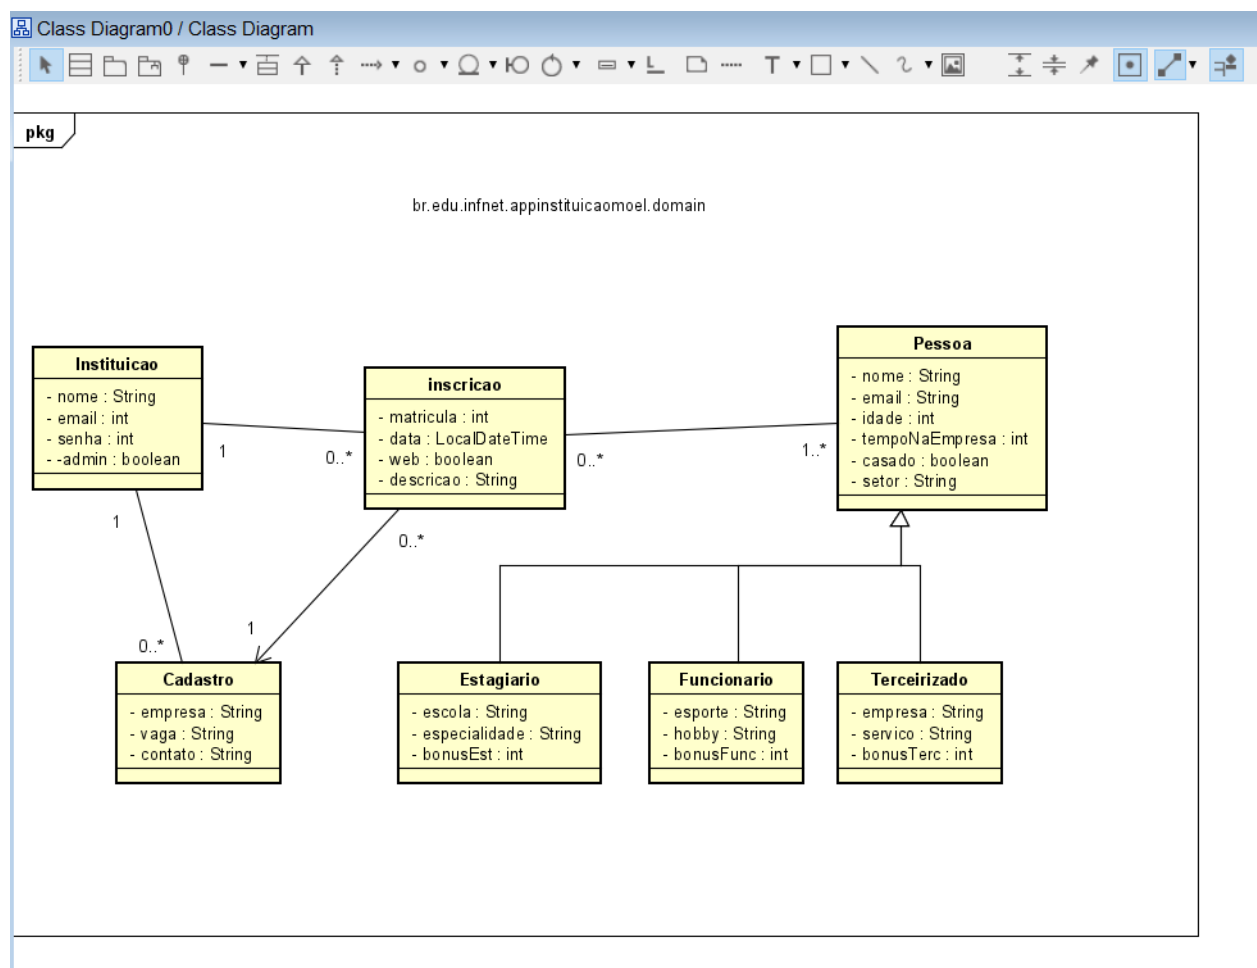 Class Diagram0 / Class Diagram
T
pkg
br.edu.infnet.appinstituicaomoel.domain
Instituicao
- nome : String
- email : int
- senha : int
- -admin : boolean
1
0..*
inscricao
- matricula : int
- data : LocalDateTime
- web : boolean
- descricao : String
0..*
1..*
Pessoa
- nome : String
- email : String
- idade : int
- tempoNaEmpresa : int
- casado : boolean
- setor : String
1
0..*
0..*
1
Cadastro
- empresa : String
- vaga : String
- contato : String
Estagiario
- escola : String
- especialidade : String
- bonusEst : int
Funcionario
- esporte : String
- hobby : String
- bonusFunc : int
Terceirizado
- empresa : String
- servico : String
- bonusTerc : int